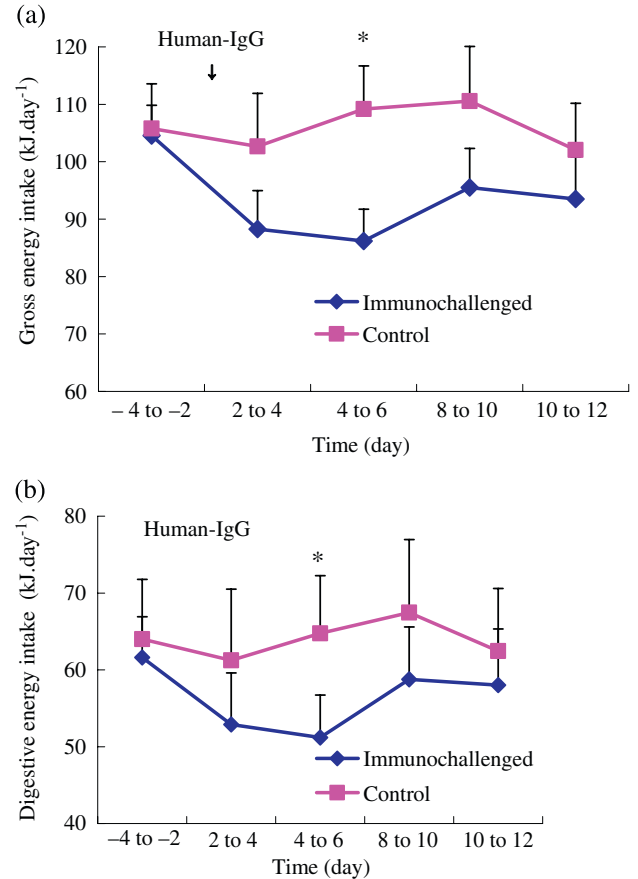 (a)
Human-IgG
*
120
110
100
90
80
70
60
Gross energy intake (kJ.day-1)
Immunochallenged
Control
– 4 to –2 2 to 4 4 to 6 8 to 10 10 to 12
Time (day)
(b)
Human-IgG
*
80
70
60
50
40
Digestive energy intake (kJ.day-1)
Immunochallenged
Control
–4 to –2 2 to 4 4 to 6 8 to 10 10 to 12
Time (day)